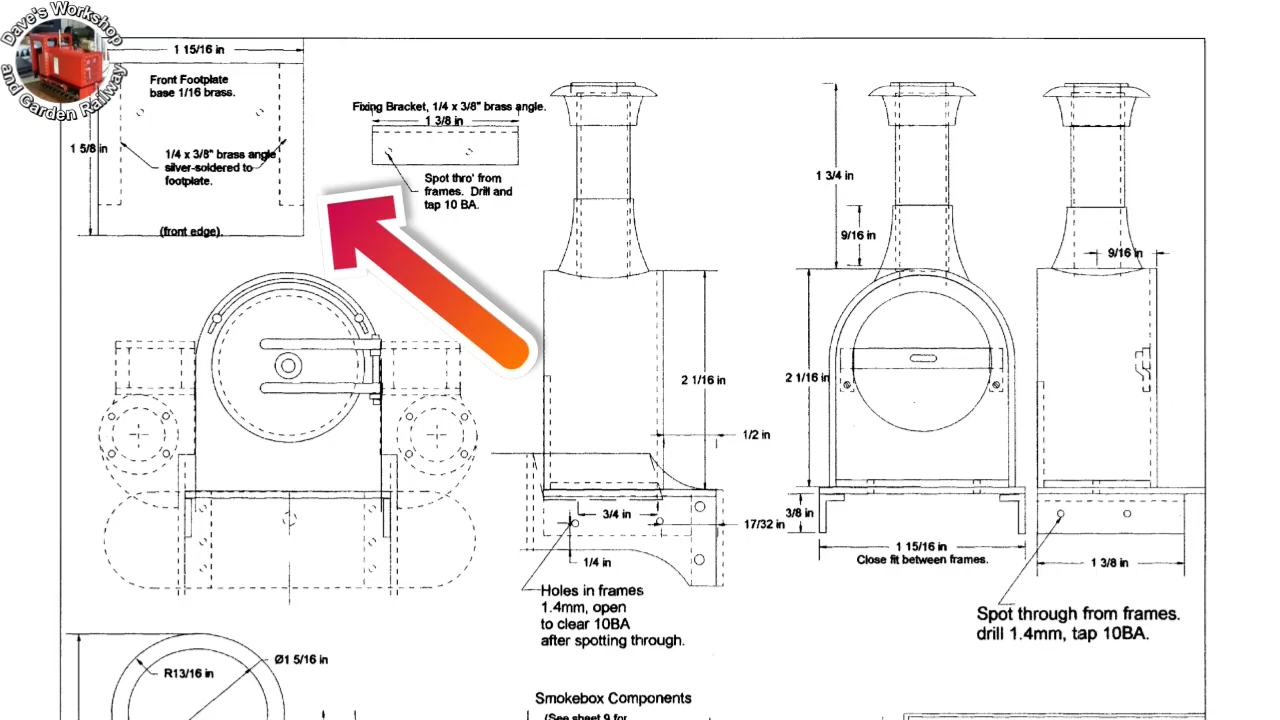 Dave's Workshop
and Garden Railway
1 15/16 in
Front Footplate
base 1/16 brass.
1 5/8 in
1/4 x 3/8" brass angle
silver-soldered to
footplate.
(front edge).
Fixing Bracket, 1/4 x 3/8" brass angle.
1 3/8 in
Spot thro' from
frames. Drill and
tap 10 BA.
1 3/4 in
9/16 in
9/16 in
2 1/16 in
2 1/16 in
1/2 in
3/4 in
17/32 in
3/8 in
1/4 in
1 15/16 in
Close fit between frames.
1 3/8 in
Holes in frames
1.4mm, open
to clear 10BA
after spotting through.
Spot through from frames.
drill 1.4mm, tap 10BA.
R13/16 in
Ø1 5/16 in
Smokebox Components
(See sheet 9 for